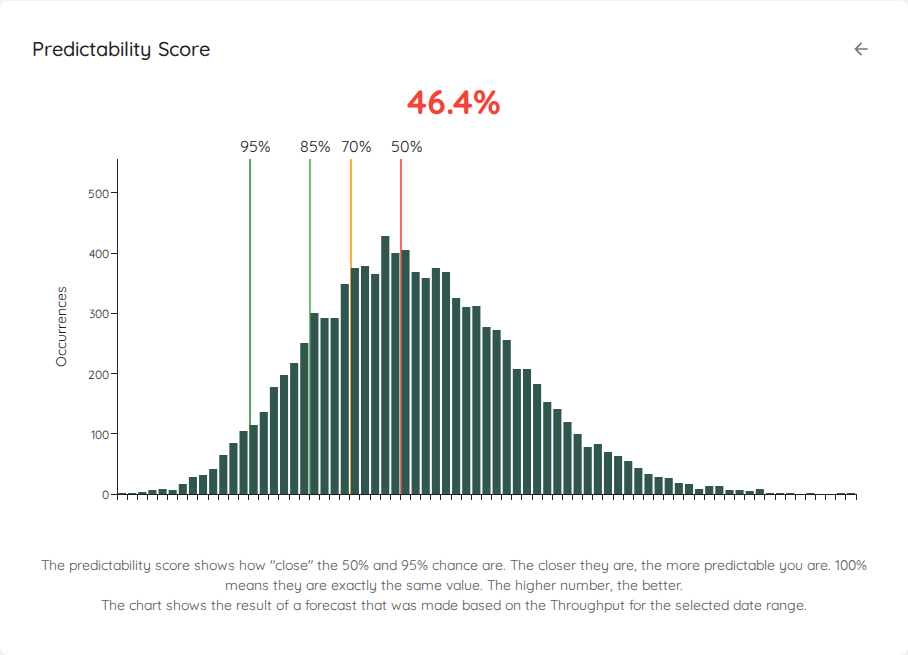 Predictability Score
46.4%
95% 85% 70% 50%
500
400
300
200
100
0
Occurrences
The predictability score shows how "close" the 50% and 95% chance are. The closer they are, the more predictable you are. 100%
means they are exactly the same value. The higher number, the better.
The chart shows the result of a forecast that was made based on the Throughput for the selected date range.